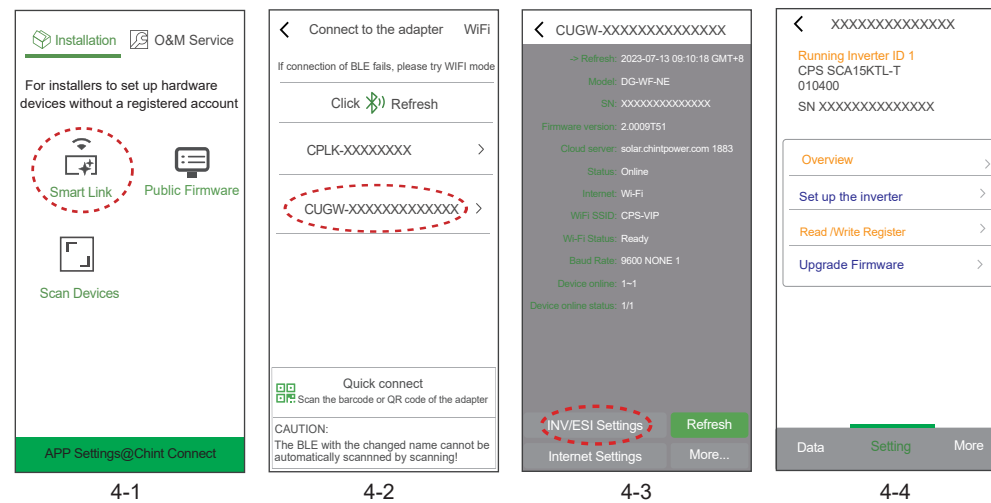 Installation O&M Service
For installers to set up hardware
devices without a registered account
Smart Link
Public Firmware
Scan Devices
APP Settings@Chint Connect
4-1
Connect to the adapter WiFi
If connection of BLE fails, please try WIFI mode
Click Refresh
CPLK-XXXXXXXX
CUGW-XXXXXXXXXXXXX
Quick connect
Scan the barcode or QR code of the adapter
CAUTION:
The BLE with the changed name cannot be
automatically scannned by scanning!
4-2
CUGW-XXXXXXXXXXXXX
-> Refresh: 2023-07-13 09:10:18 GMT+8
Model: DG-WF-NE
SN: XXXXXXXXXXXXX
Firmware version: 2.0009T51
Cloud server: solar.chintpower.com 1883
Status: Online
Internet: Wi-Fi
WiFi SSID: CPS-VIP
Wi-Fi Status: Ready
Baud Rate: 9600 NONE 1
Device online: 1~1
Device online status: 1/1
INV/ESI Settings Refresh
Internet Settings More...
4-3
XXXXXXXXXXXXXX
Running Inverter ID 1
CPS SCA15KTL-T
010400
SN XXXXXXXXXXXXXX
Overview
Set up the inverter
Read /Write Register
Upgrade Firmware
Data Setting More
4-4